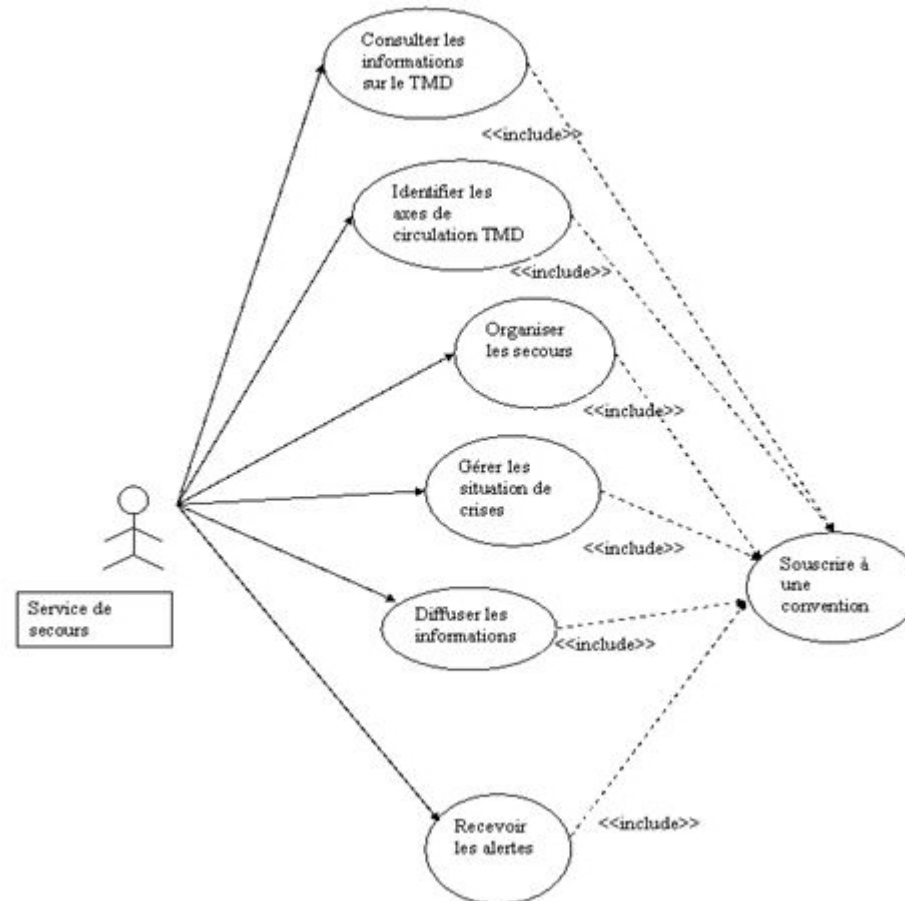 Consulter les
informations
sur le TMD
<<include>>
Identifier les
axes de
circulation TMD
<<include>>
Organiser
les secours
<<include>>
Gérer les
situation de
crises
<<include>>
Souscrire à
une
convention
Service de
secours
Diffuser les
informations
<<include>>
Recevoir
les alertes
<<include>>